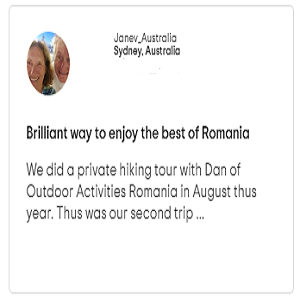 Janev_Australia
Sydney, Australia
Brilliant way to enjoy the best of Romania
We did a private hiking tour with Dan of
Outdoor Activities Romania in August thus
year. Thus was our second trip ...